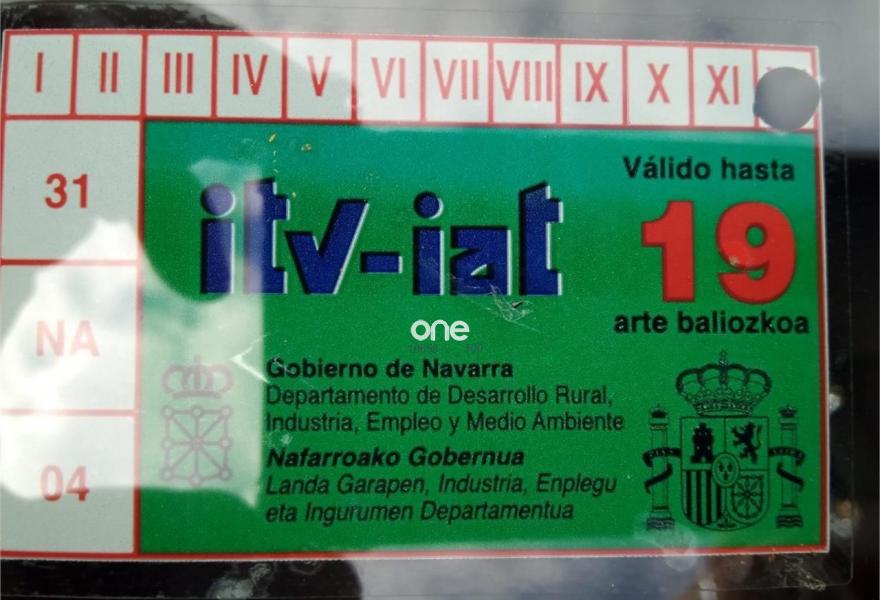 I II III IV V VI VII VIII IX X XI
31
NA
04
itv-iat
Válido hasta
19
arte baliozkoa
one
Gobierno de Navarra
Departamento de Desarrollo Rural,
Industria, Empleo y Medio Ambiente
Nafarroako Gobernua
Landa Garapen, Industria, Enplegu
eta Ingurumen Departamentua